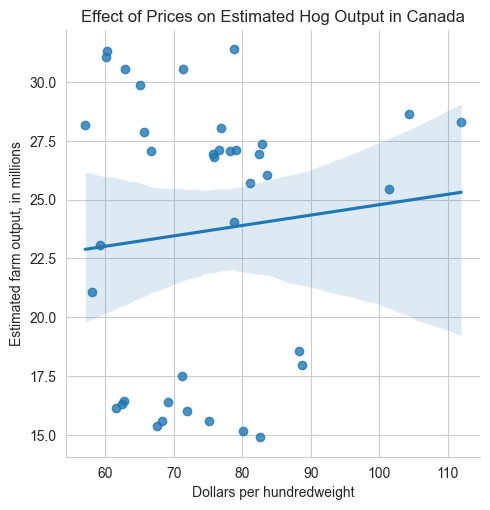 Effect of Prices on Estimated Hog Output in Canada
Estimated farm output, in millions
30.0
27.5
25.0
22.5
20.0
17.5
15.0
60 70 80 90 100 110
Dollars per hundredweight